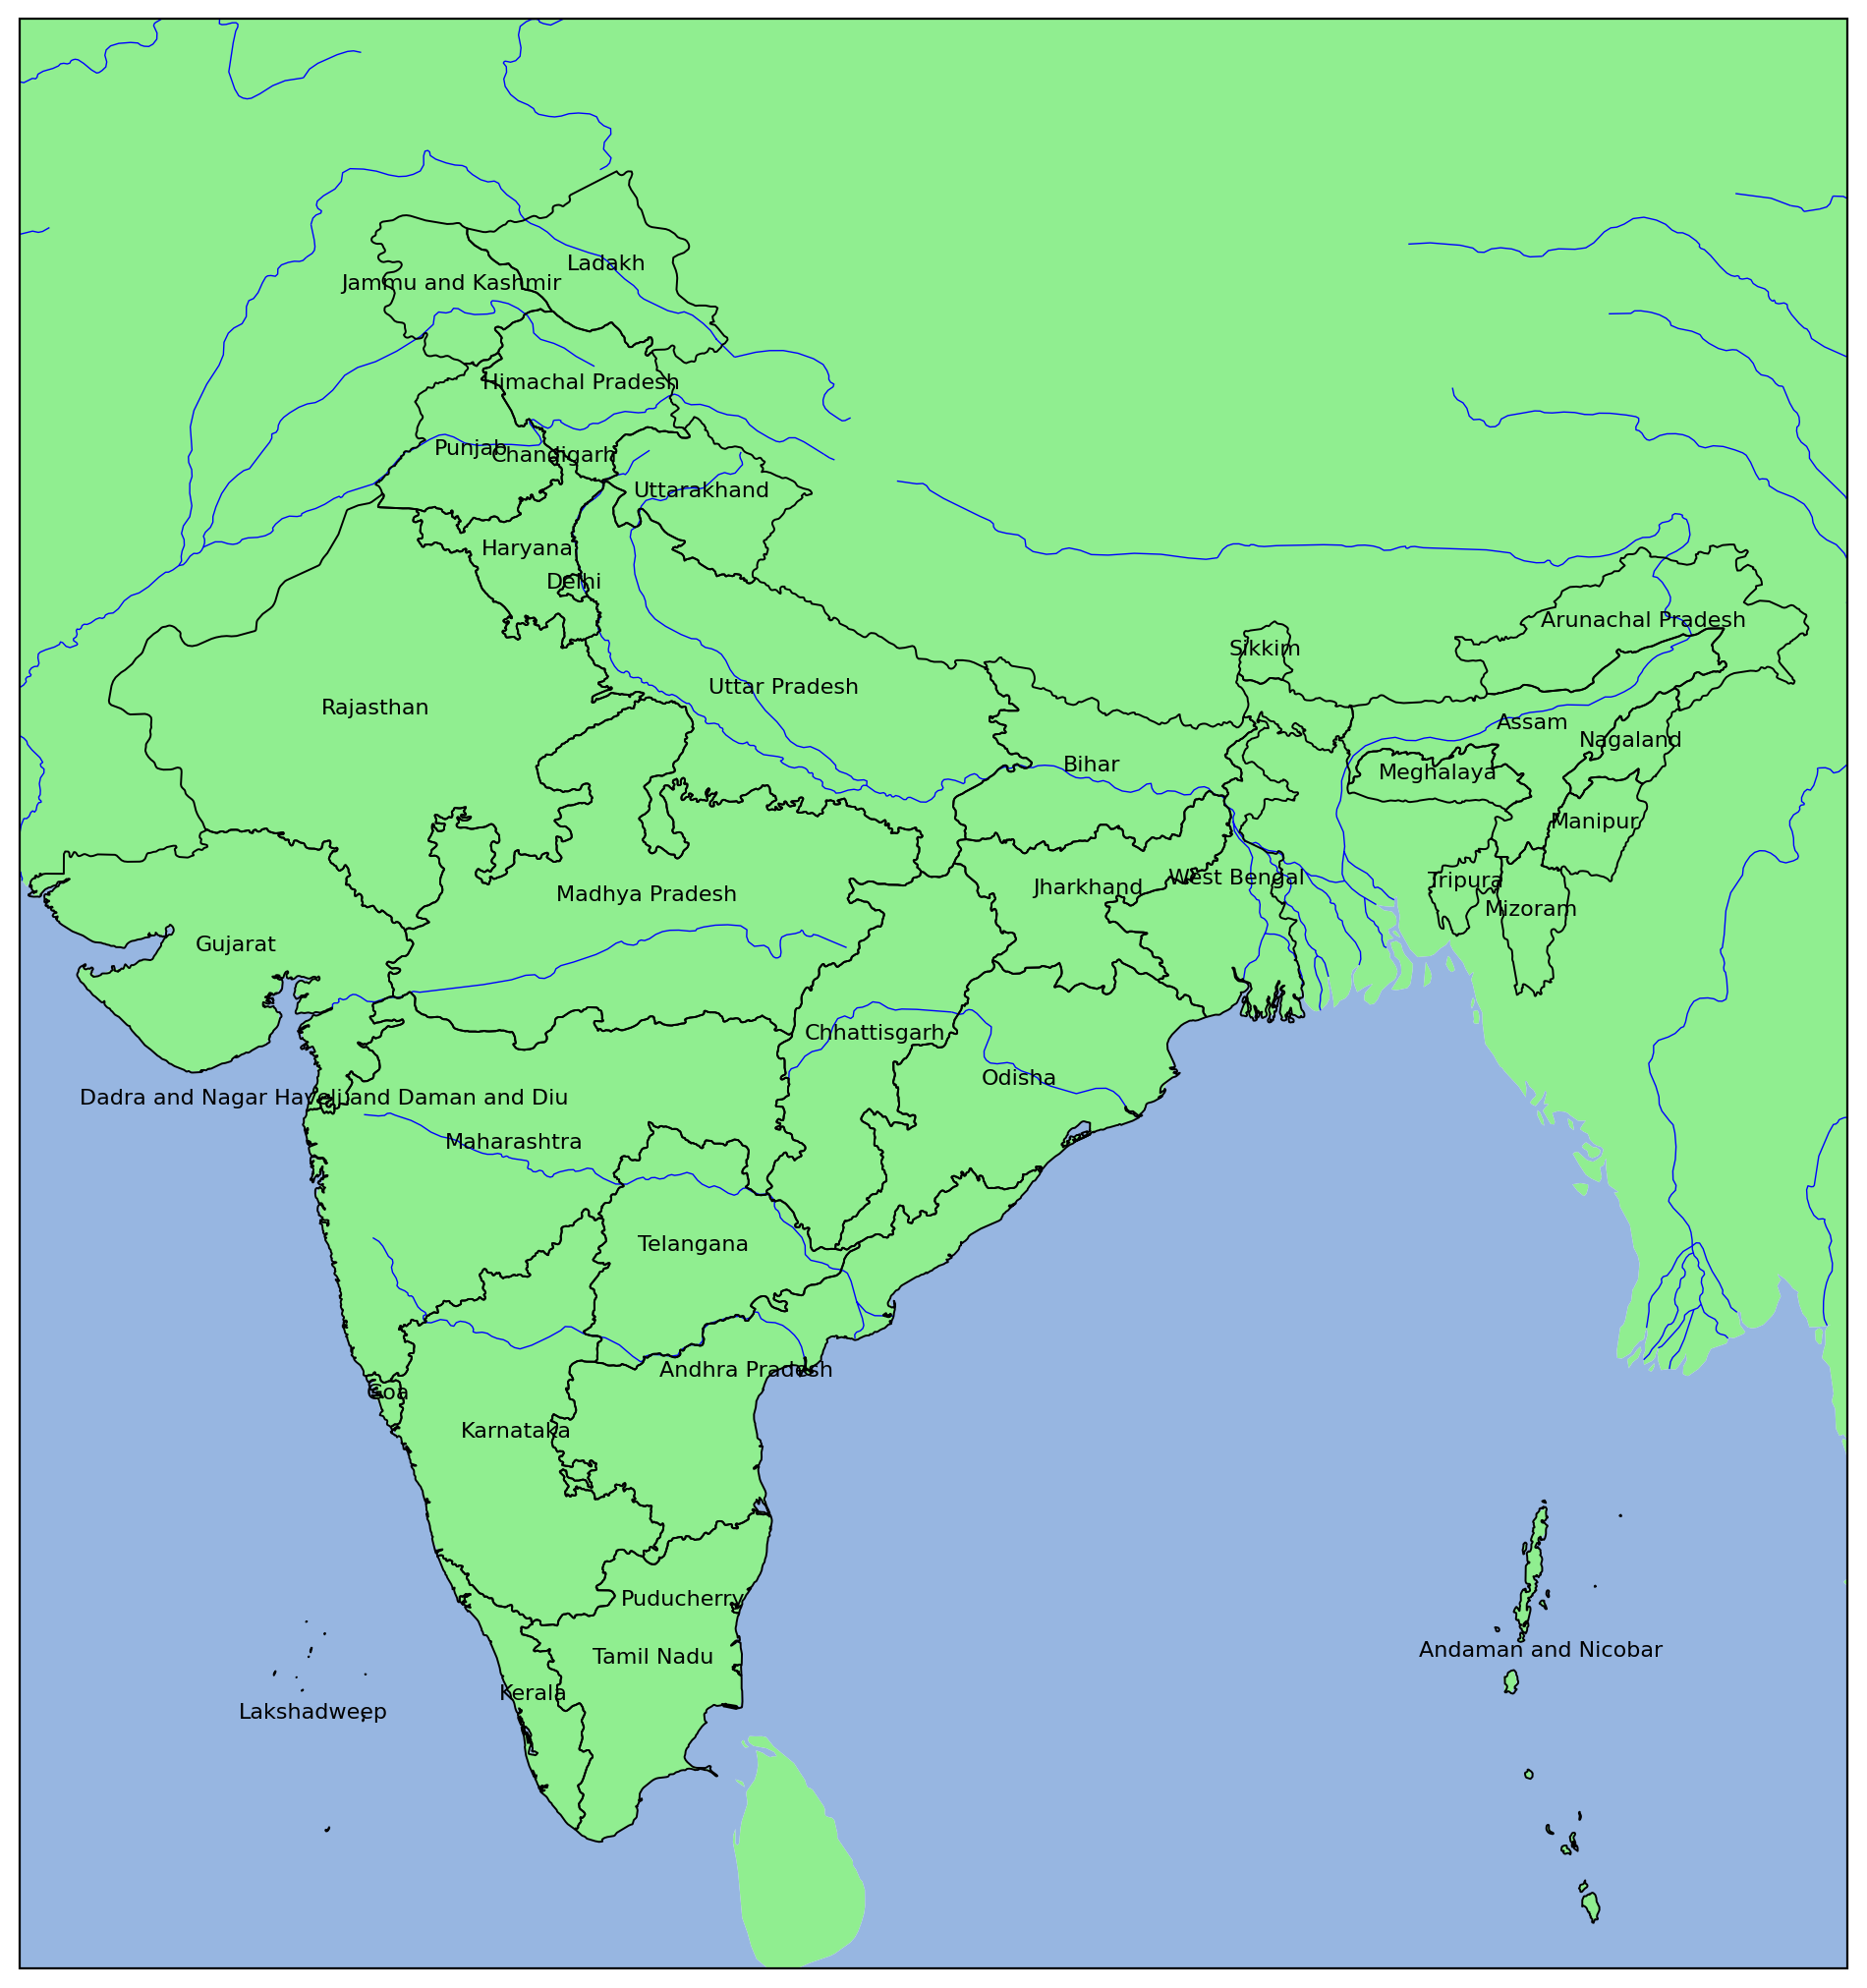 Ladakh
Jammu and Kashmir
Himachal Pradesh
Punjab
Chandigarh
Uttarakhand
Haryana
Delhi
Arunachal Pradesh
Sikkim
Uttar Pradesh
Rajasthan
Assam
Nagaland
Bihar
Meghalaya
Manipur
West Bengal
Tripura
Jharkhand
Madhya Pradesh
Mizoram
Gujarat
Chhattisgarh
Odisha
Dadra and Nagar Haveli and Daman and Diu
Maharashtra
Telangana
Andhra Pradesh
Goa
Karnataka
Puducherry
Andaman and Nicobar
Tamil Nadu
Kerala
Lakshadweep